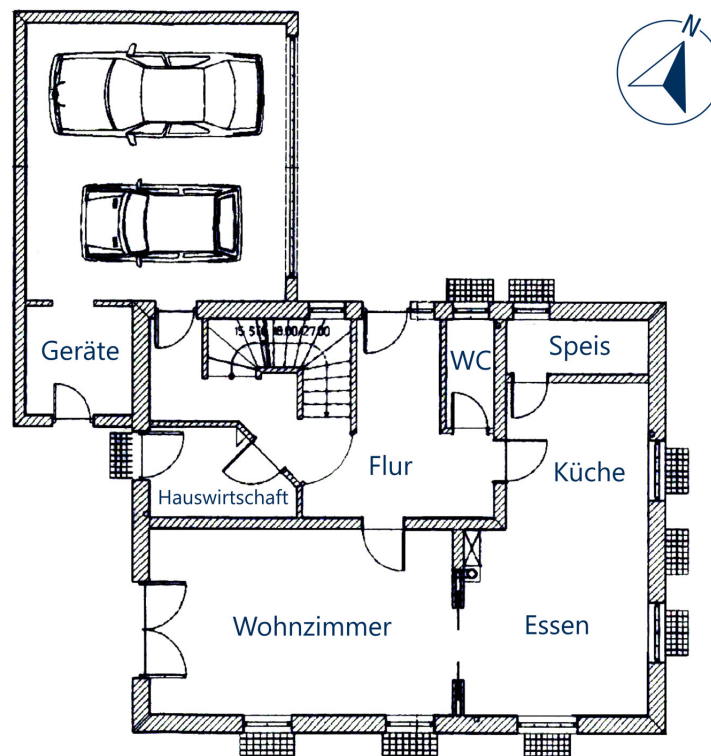 N
Geräte
WC
Speis
Flur
Küche
Hauswirtschaft
Wohnzimmer
Essen